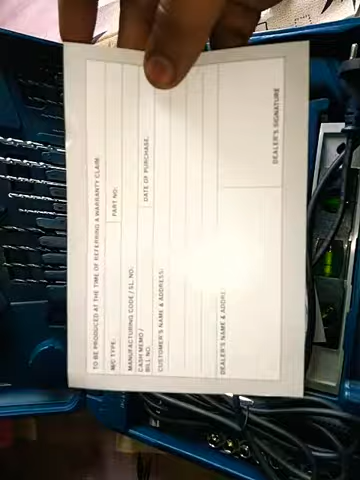 TO BE PRODUCED AT THE TIME OF REFERRING A WARRANTY CLAIM.
M/C TYPE: PART NO:
MANUFACTURING CODE / SL. NO:
CASH MEMO /
BILL NO: DATE OF PURCHASE.
CUSTOMER'S NAME & ADDRESS:
DEALER'S NAME & ADDRE:
DEALER'S SIGNATURE